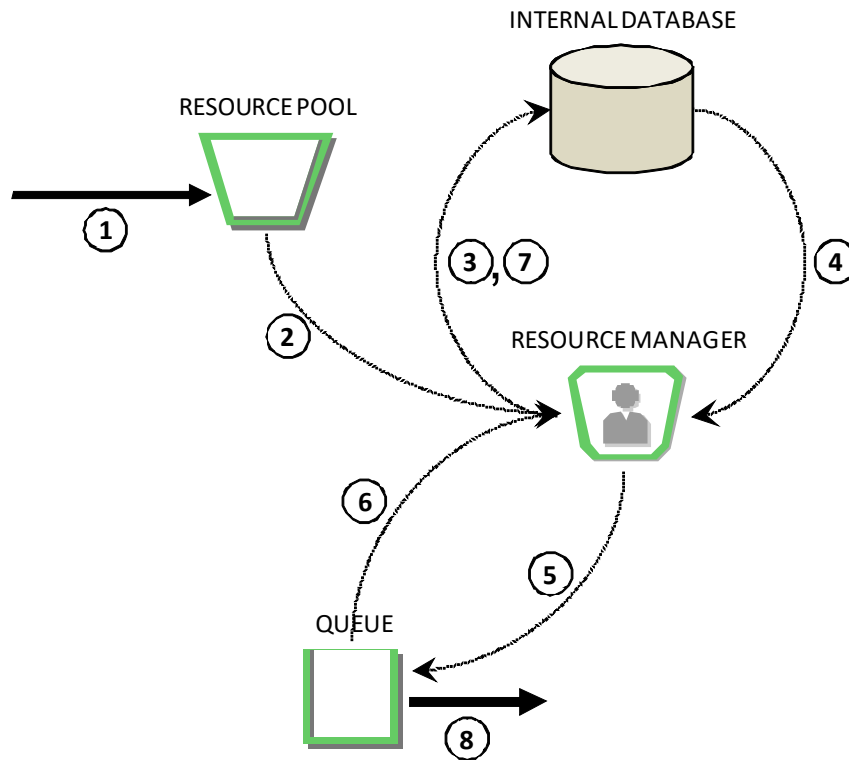 INTERNAL DATABASE
RESOURCE POOL
1
3, 7
4
2
RESOURCE MANAGER
6
5
QUEUE
8